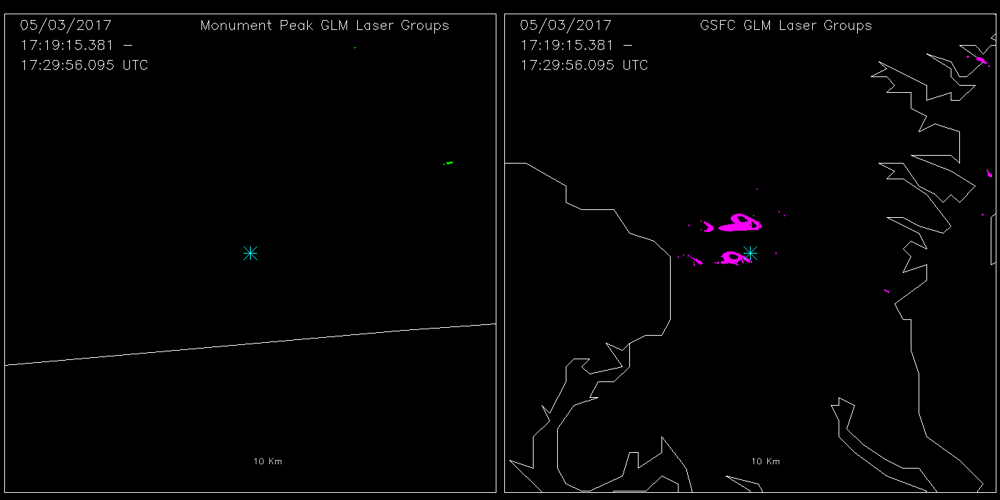 05/03/2017 Monument Peak GLM Laser Groups
17:19:15.381 –
17:29:56.095 UTC
10 Km
05/03/2017 GSFC GLM Laser Groups
17:19:15.381 –
17:29:56.095 UTC
10 Km